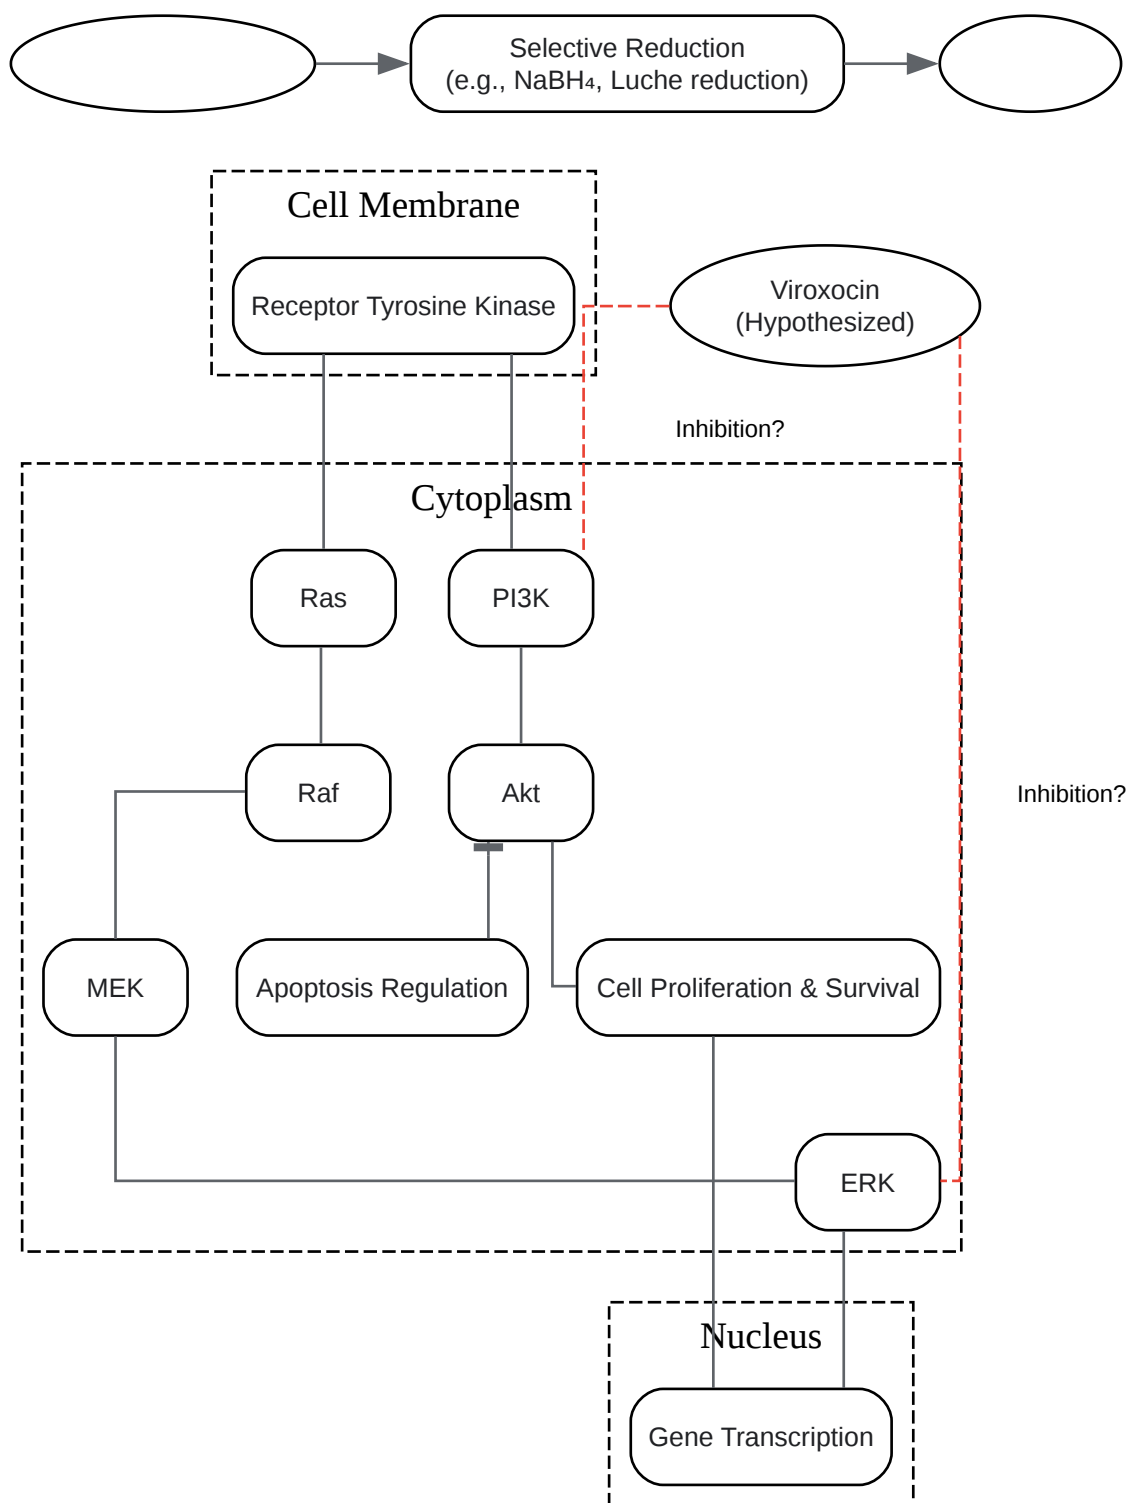 Selective Reduction
(e.g., NaBH₄, Luche reduction)
Cell Membrane
Receptor Tyrosine Kinase
Viroxocin
(Hypothesized)
Inhibition?
Cytoplasm
Ras
PI3K
Raf
Akt
Inhibition?
MEK
Apoptosis Regulation
Cell Proliferation & Survival
ERK
Nucleus
Gene Transcription